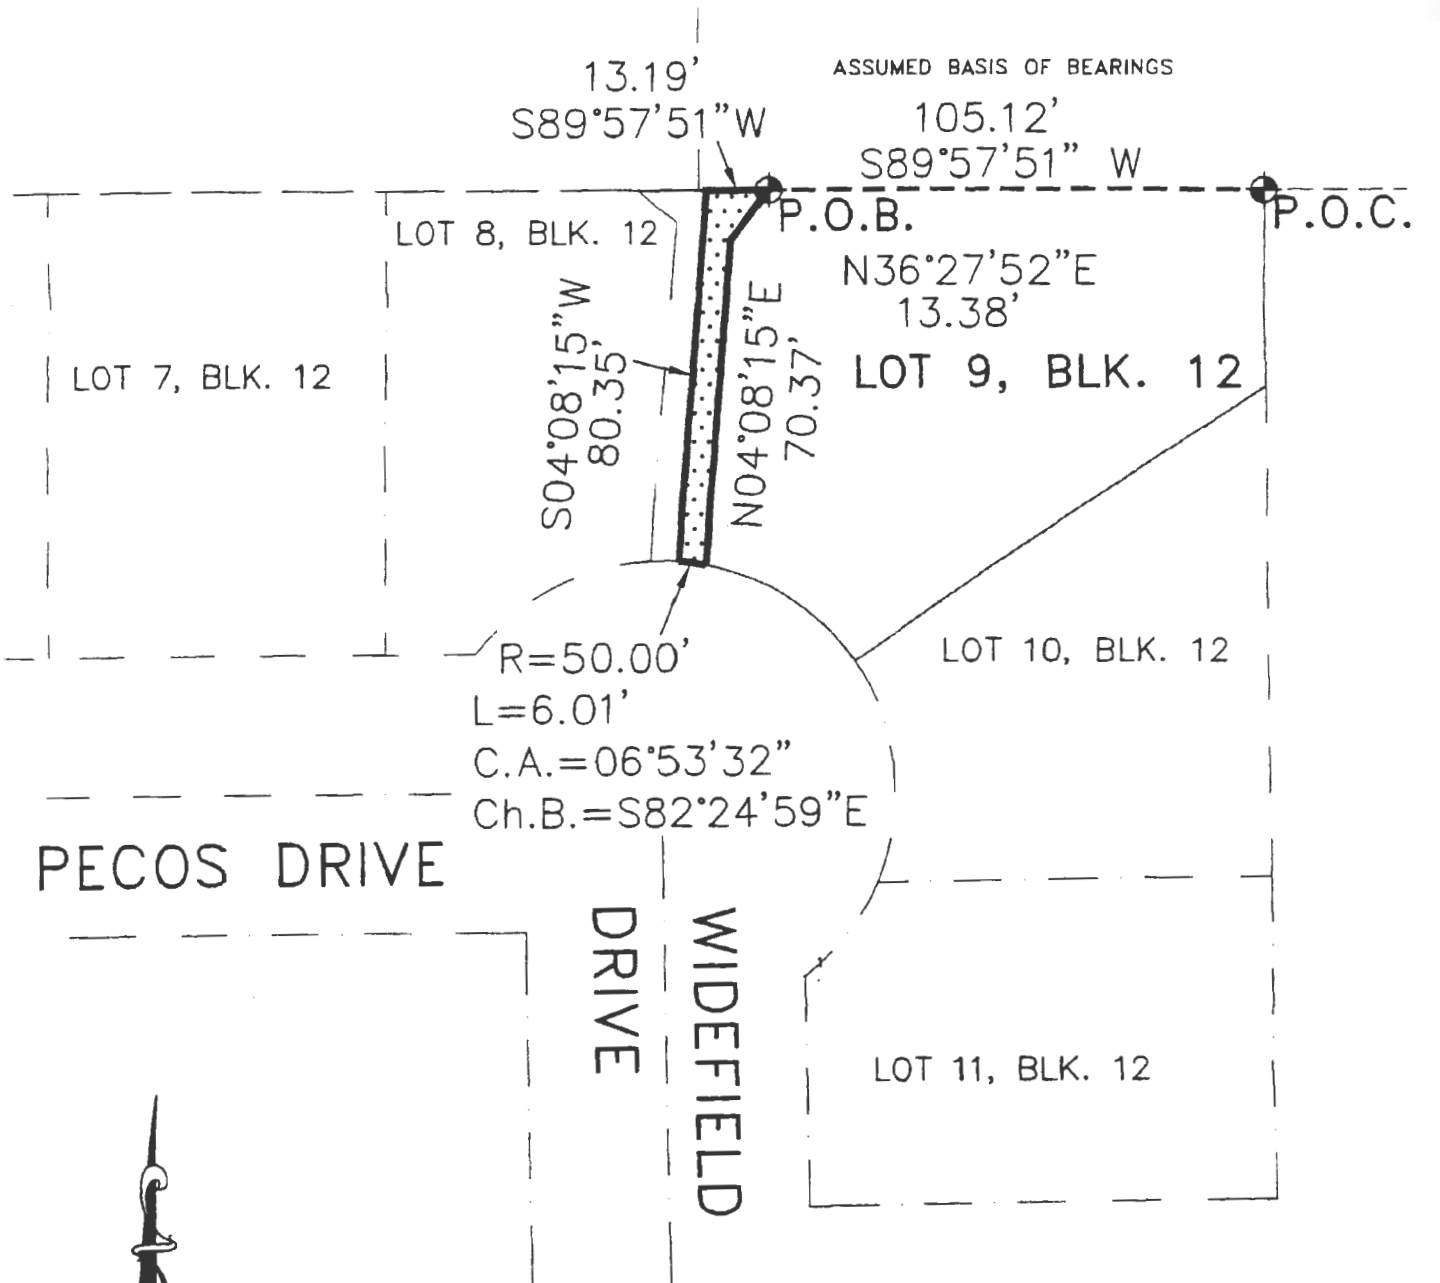 13.19'
S89°57'51"W
ASSUMED BASIS OF BEARINGS
105.12'
S89°57'51" W
P.O.B.
P.O.C.
LOT 8, BLK. 12
N36°27'52"E
13.38'
S04°08'15"W
80.35'
N04°08'15"E
70.37'
LOT 7, BLK. 12
LOT 9, BLK. 12
R=50.00'
L=6.01'
C.A.=06°53'32"
Ch.B.=S82°24'59"E
LOT 10, BLK. 12
PECOS DRIVE
WIDEFIELD
DRIVE
LOT 11, BLK. 12